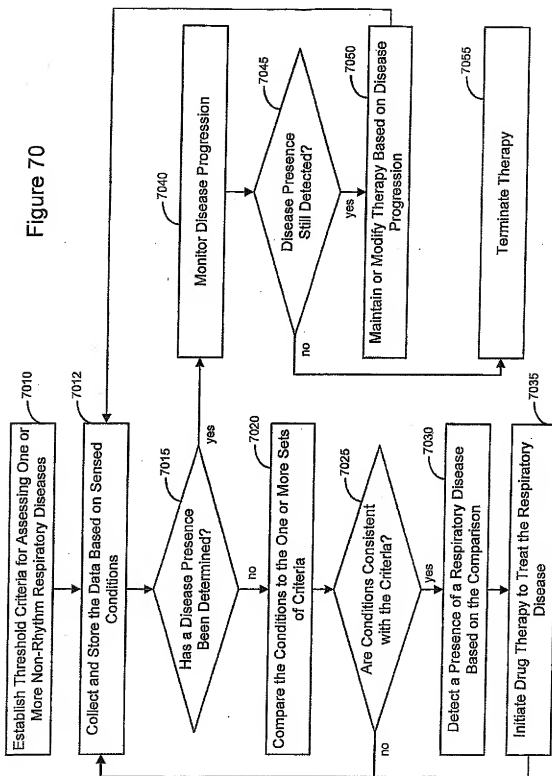 Figure 70
7010
Establish Threshold Criteria for Assessing One or
More Non-Rhythm Respiratory Diseases
7012
Collect and Store the Data Based on Sensed
Conditions
7015
Has a Disease Presence
Been Determined?
yes
no
7020
Compare the Conditions to the One or More Sets
of Criteria
7025
Are Conditions Consistent
with the Criteria?
no
yes
7030
Detect a Presence of a Respiratory Disease
Based on the Comparison
7035
Initiate Drug Therapy to Treat the Respiratory
Disease
7040
Monitor Disease Progression
7045
Disease Presence
Still Detected?
no
yes
7050
Maintain or Modify Therapy Based on Disease
Progression
7055
Terminate Therapy